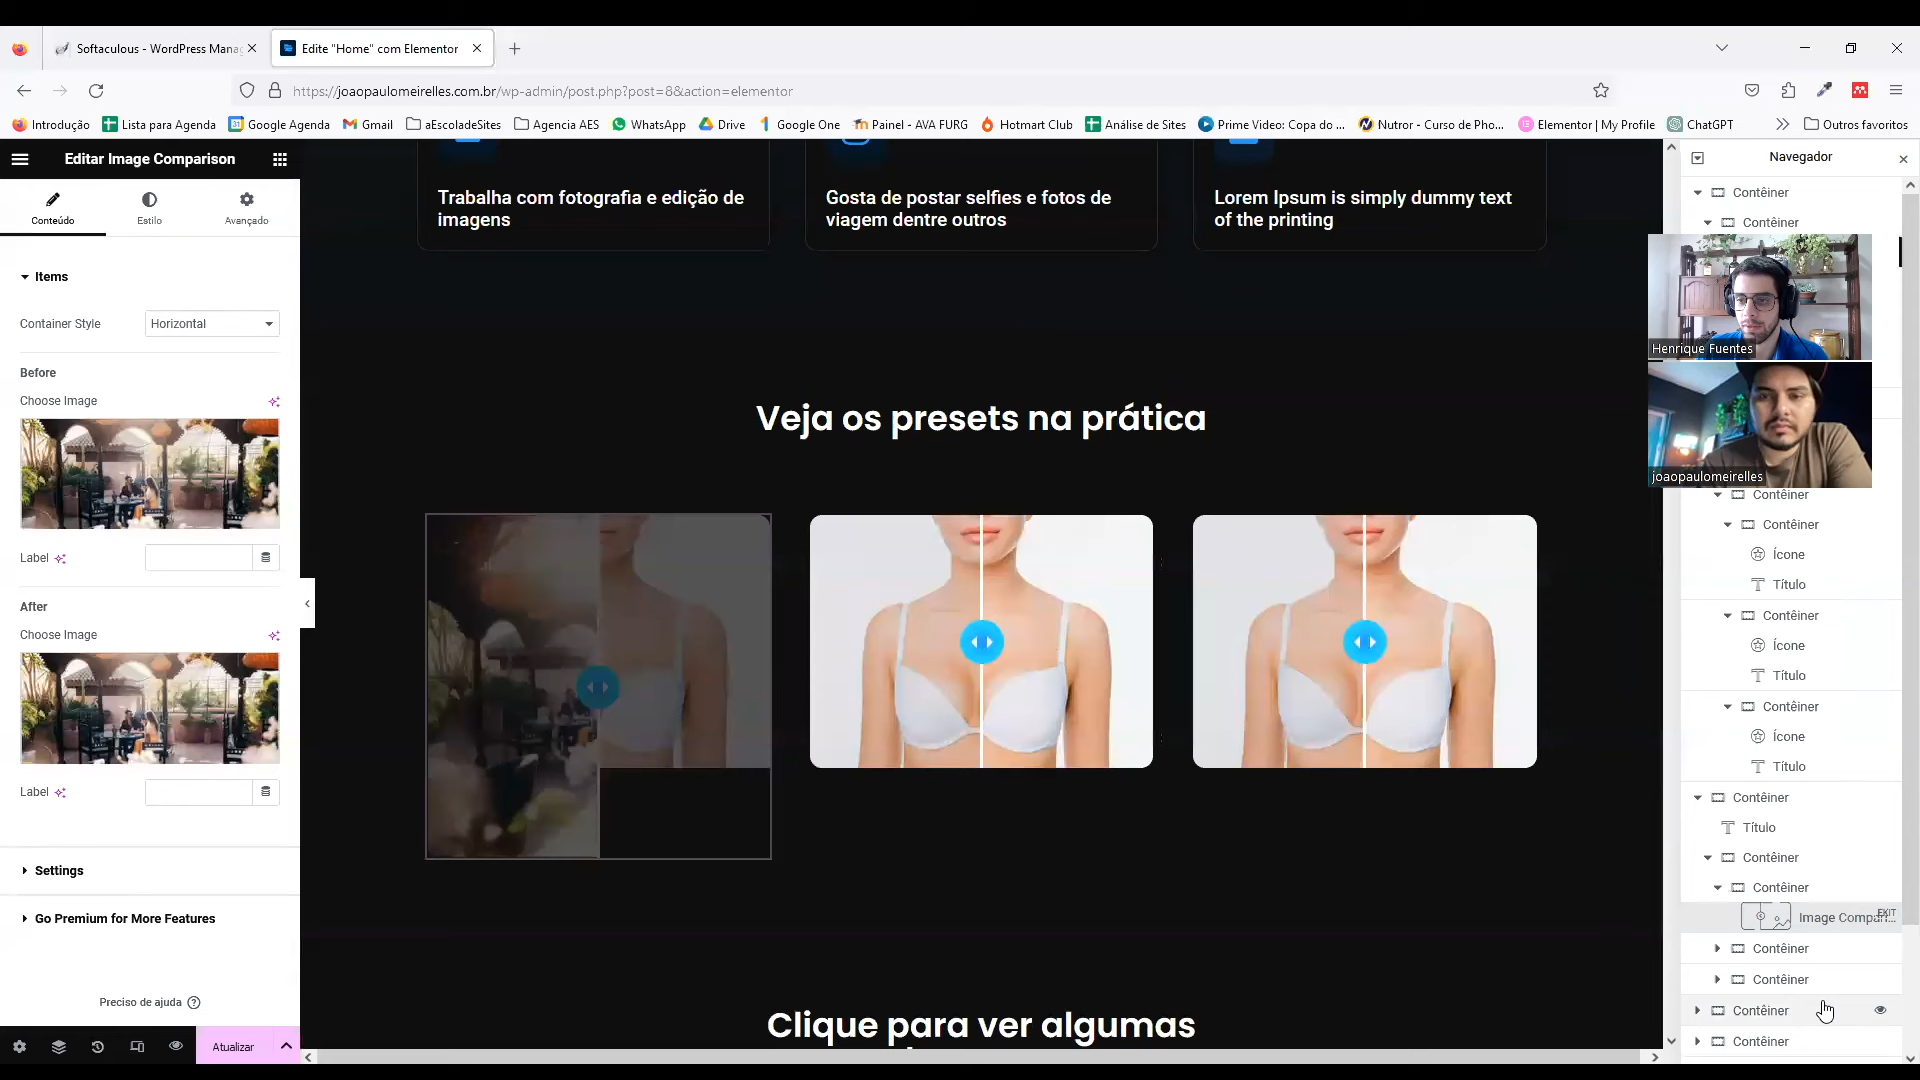 Softaculous - WordPress Mana
Edite "Home" com Elementor
https://joaopaulomeirelles.com.br/wp-admin/post.php?post=8&action=elementor
Introdução
Lista para Agenda
Google Agenda
Gmail
aEscoladeSites
Agencia AES
WhatsApp
Drive
Google One
Painel - AVA FURG
Hotmart Club
Análise de Sites
Prime Video: Copa do ...
Nutror - Curso de Pho...
Elementor | My Profile
ChatGPT
Outros favoritos
Editar Image Comparison
Conteúdo
Estilo
Avançado
Items
Container Style
Horizontal
Before
Choose Image
Label
After
Choose Image
Label
Settings
Go Premium for More Features
Preciso de ajuda
Atualizar
Trabalha com fotografia e edição de
imagens
Gosta de postar selfies e fotos de
viagem dentre outros
Lorem Ipsum is simply dummy text
of the printing
Veja os presets na prática
Clique para ver algumas
Navegador
Contêiner
Contêiner
Henrique Fuentes
joaopaulomeirelles
Contêiner
Contêiner
Ícone
Título
Contêiner
Ícone
Título
Contêiner
Ícone
Título
Contêiner
Título
Contêiner
Contêiner
Image Compari...
EKIT
Contêiner
Contêiner
Contêiner
Contêiner